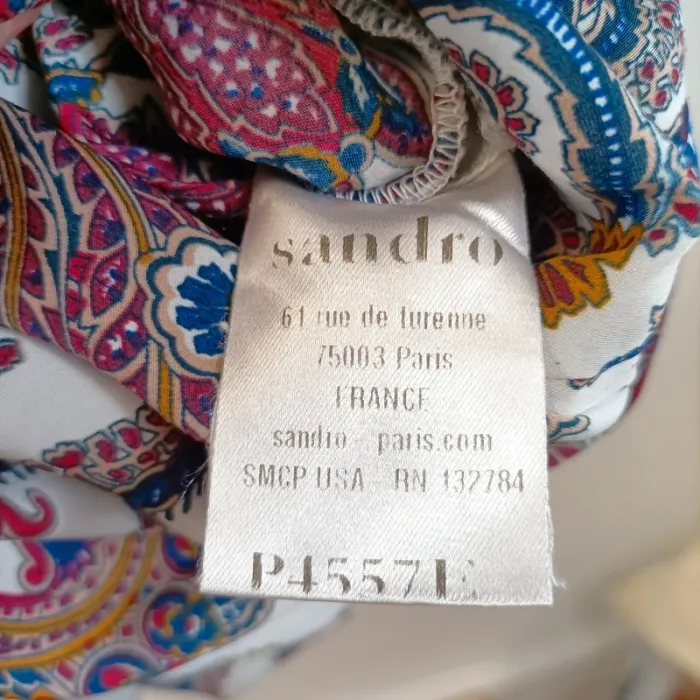 sandro
61 rue de turenne
75003 Paris
FRANCE
sandro - paris.com
SMCP USA - RN 132784
P4557E